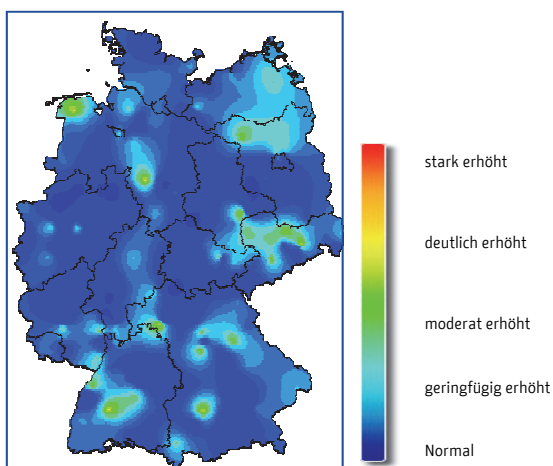 stark erhöht
deutlich erhöht
moderat erhöht
geringfügig erhöht
Normal